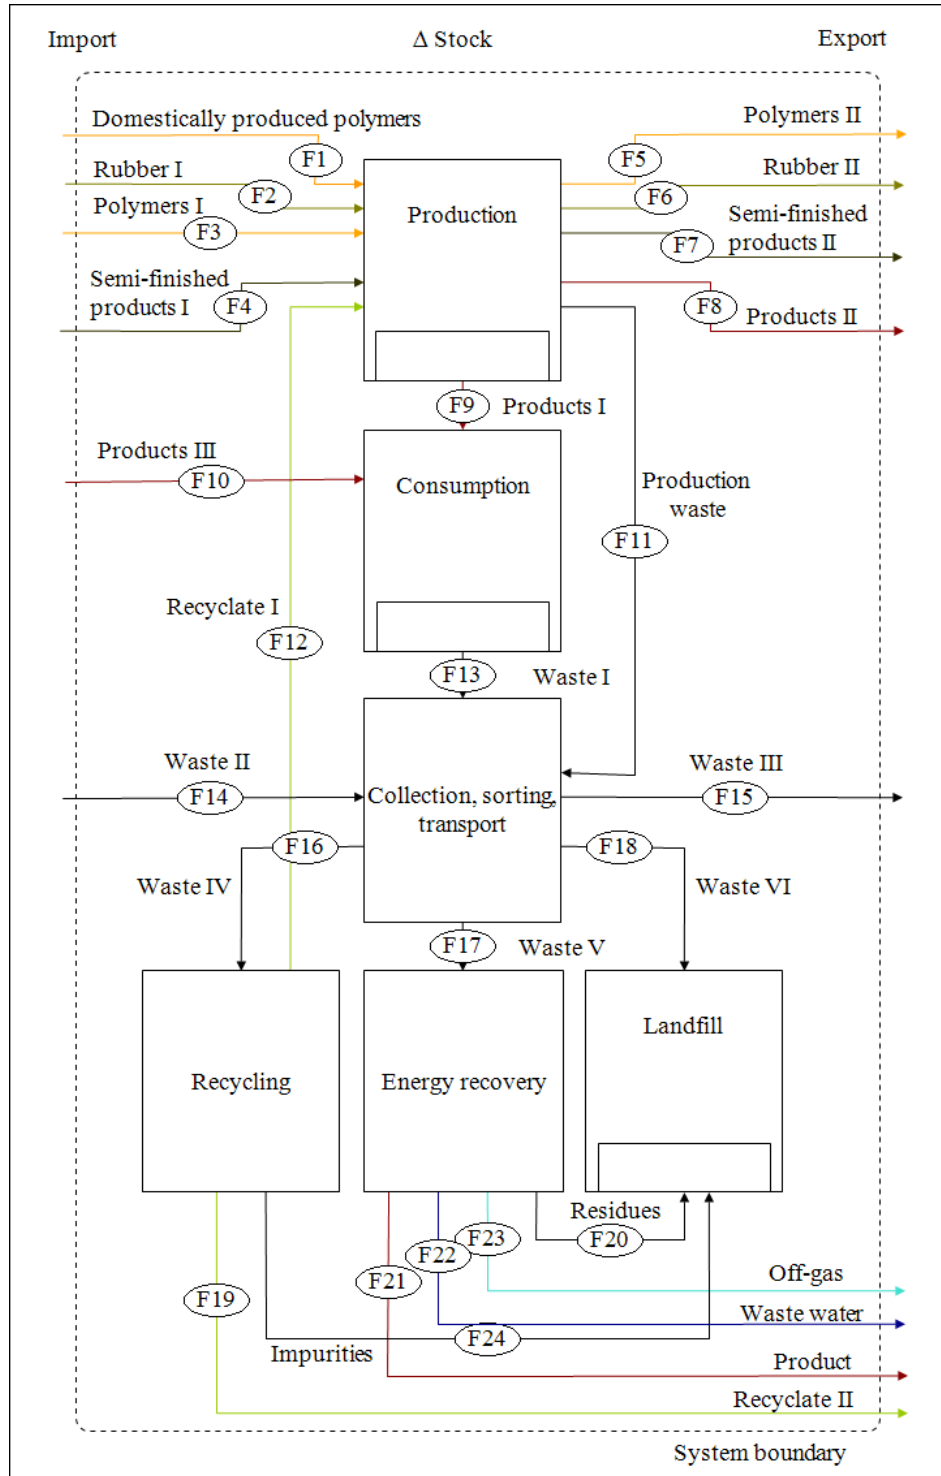 Import
Δ Stock
Export
Domestically produced polymers
Polymers II
F1
F5
Rubber I
Rubber II
F2
F6
Polymers I
Production
Semi-finished
products II
F3
F7
Semi-finished
products I
F4
F8
Products II
F9
Products I
Products III
F10
Consumption
Production
waste
F11
Recyclate I
F12
F13
Waste I
Waste II
Waste III
F14
Collection, sorting,
transport
F15
F16
F18
Waste IV
Waste VI
F17
Waste V
Landfill
Recycling
Energy recovery
Residues
F23
F20
F22
F21
Off-gas
F19
Waste water
F24
Impurities
Product
Recyclate II
System boundary